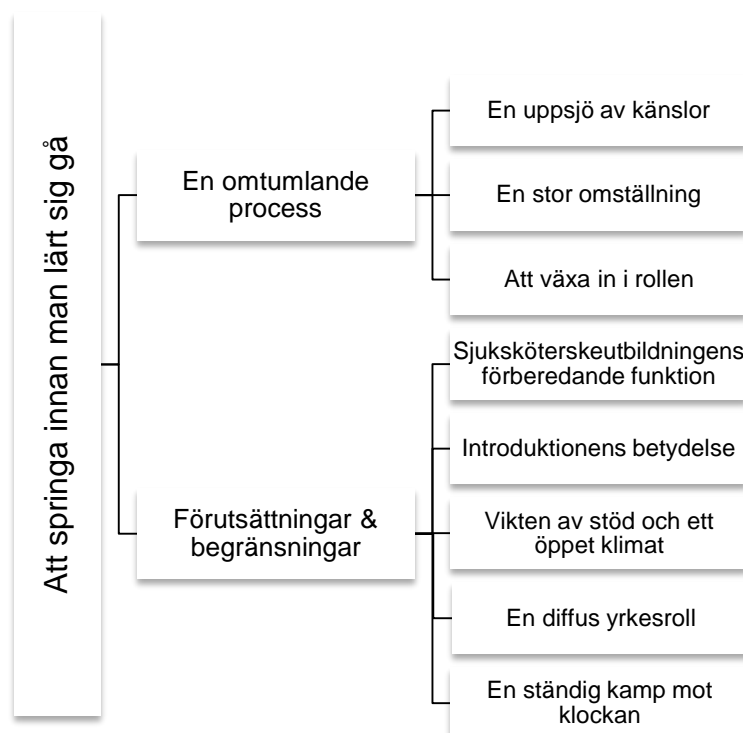 Att springa innan man lärt sig gå
En omtumlande
process
En uppsjö av känslor
En stor omställning
Att växa in i rollen
Förutsättningar &
begränsningar
Sjuksköterskeutbildningens
förberedande funktion
Introduktionens betydelse
Vikten av stöd och ett
öppet klimat
En diffus yrkesroll
En ständig kamp mot
klockan